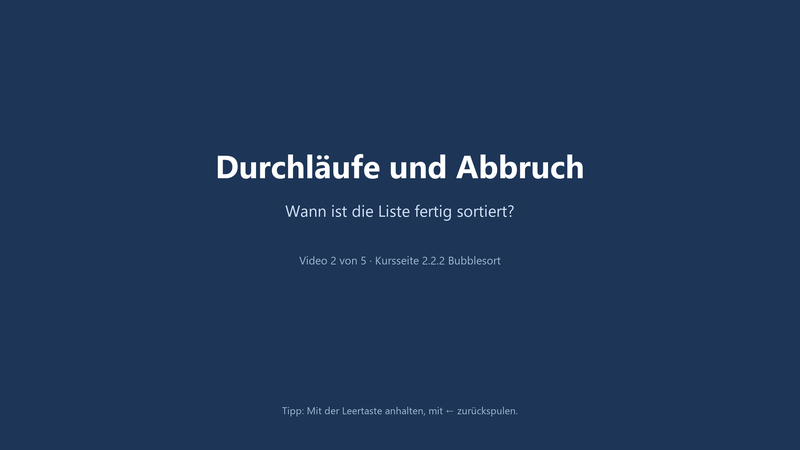 Durchläufe und Abbruch
Wann ist die Liste fertig sortiert?
Video 2 von 5 · Kursseite 2.2.2 Bubblesort
Tipp: Mit der Leertaste anhalten, mit ← zurückspulen.